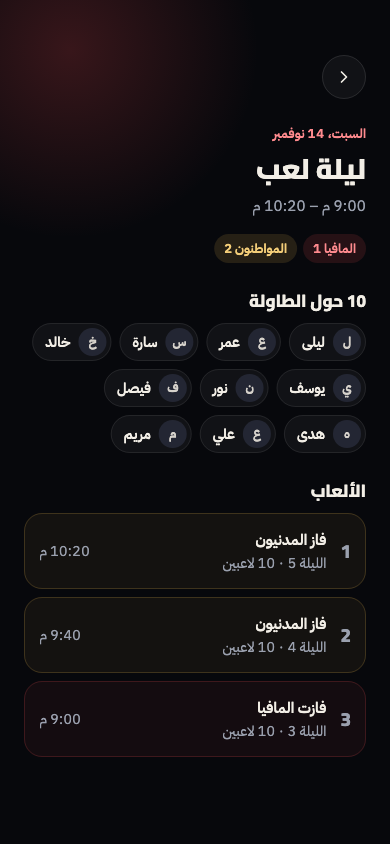 السبت، 14 نوفمبر
ليلة لعب
9:00 م – 10:20 م
المافيا 1 المواطنون 2
10 حول الطاولة
ل ليلى ع عمر س سارة خ خالد
ي يوسف ن نور ف فيصل
ه هدى ع علي م مريم
الألعاب
1 فاز المدنيون 10:20 م
الليلة 5 · 10 لاعبين
2 فاز المدنيون 9:40 م
الليلة 4 · 10 لاعبين
3 فازت المافيا 9:00 م
الليلة 3 · 10 لاعبين